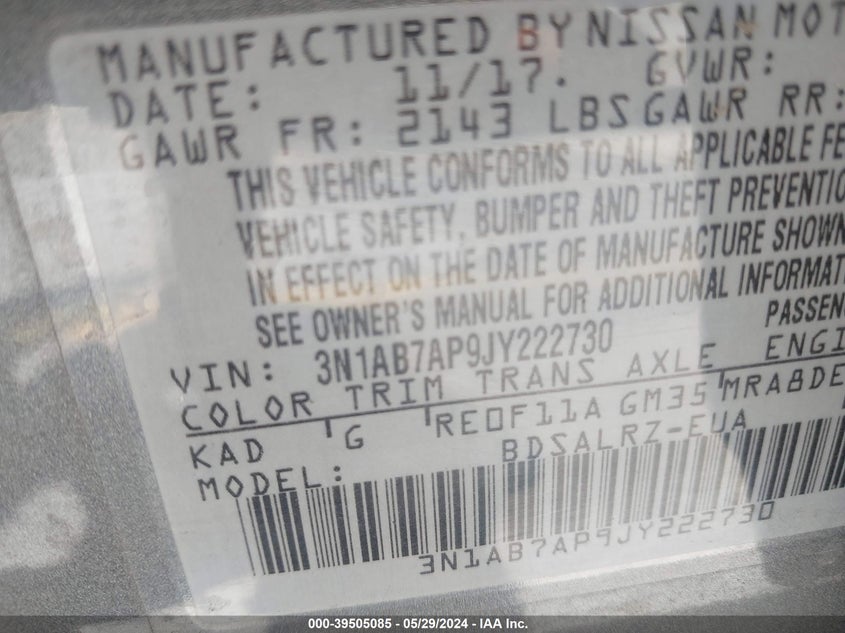 MANUFACTURED BY NISSAN MOT
DATE: 11/17. GVWR:
GAWR FR: 2143 LBS GAWR RR:
THIS VEHICLE CONFORMS TO ALL APPLICABLE FE
VEHICLE SAFETY, BUMPER AND THEFT PREVENTIO
IN EFFECT ON THE DATE OF MANUFACTURE SHOWN
SEE OWNER'S MANUAL FOR ADDITIONAL INFORMAT
VIN: 3N1AB7AP9JY222730 PASSEN
COLOR TRIM TRANS AXLE ENGI
KAD G RE0F11A GM35 MRA8DE
MODEL: BDSALRZ-EUA
3N1AB7AP9JY222730
000-39505085 - 05/29/2024 - IAA Inc.